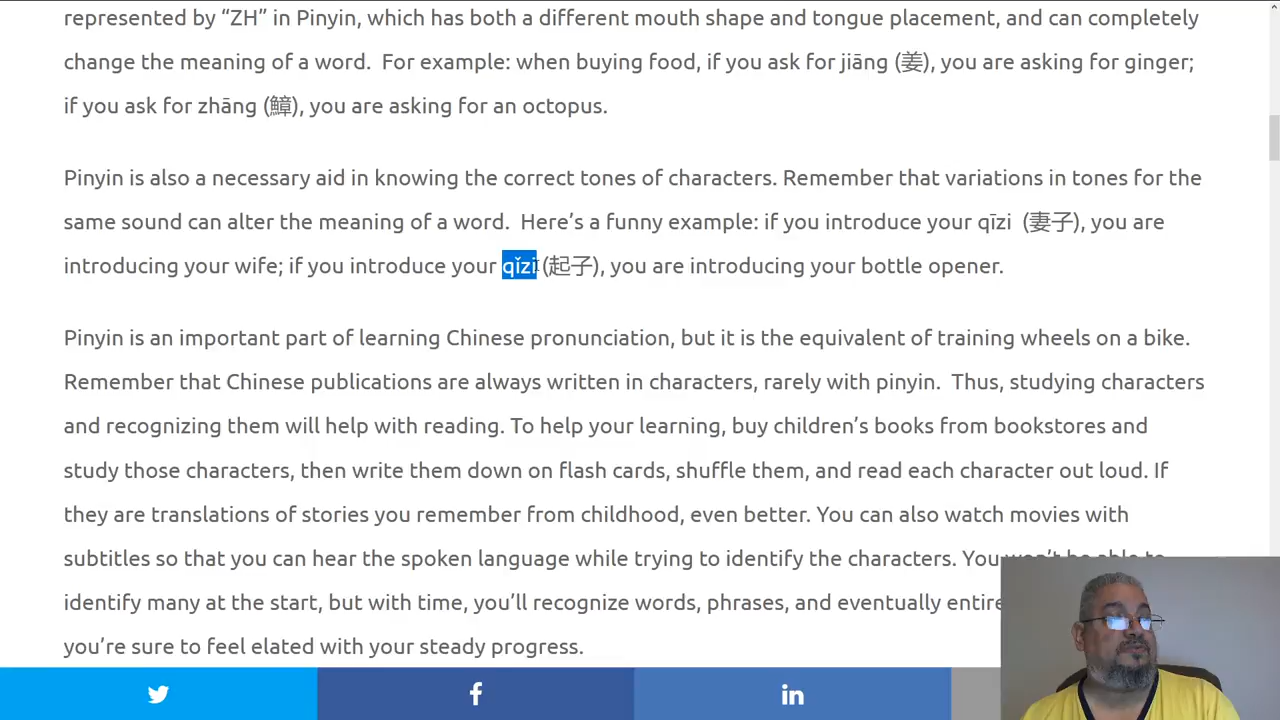 represented by “ZH” in Pinyin, which has both a different mouth shape and tongue placement, and can completely
change the meaning of a word.  For example: when buying food, if you ask for jiāng (姜), you are asking for ginger;
if you ask for zhāng (鱆), you are asking for an octopus.
Pinyin is also a necessary aid in knowing the correct tones of characters. Remember that variations in tones for the
same sound can alter the meaning of a word.  Here’s a funny example: if you introduce your qīzi  (妻子), you are
introducing your wife; if you introduce your qǐzi (起子), you are introducing your bottle opener.
Pinyin is an important part of learning Chinese pronunciation, but it is the equivalent of training wheels on a bike.
Remember that Chinese publications are always written in characters, rarely with pinyin.  Thus, studying characters
and recognizing them will help with reading. To help your learning, buy children’s books from bookstores and
study those characters, then write them down on flash cards, shuffle them, and read each character out loud. If
they are translations of stories you remember from childhood, even better. You can also watch movies with
subtitles so that you can hear the spoken language while trying to identify the characters. You won’t be able to
identify many at the start, but with time, you’ll recognize words, phrases, and eventually entire
you’re sure to feel elated with your steady progress.